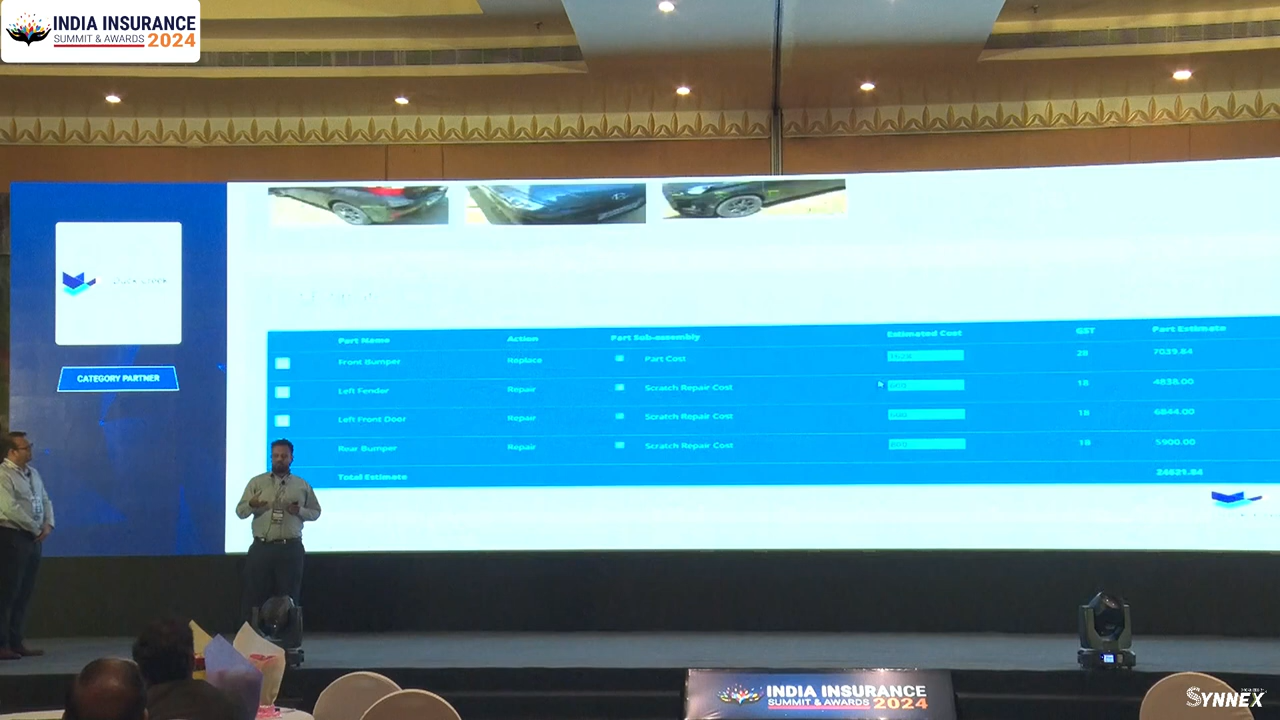 INDIA INSURANCE
SUMMIT & AWARDS 2024
CATEGORY PARTNER
Part Name Action Part Sub-assembly Estimated Cost GST Part Estimate
Front Bumper Replace Part Cost 28 7039.84
Left Fender Repair Scratch Repair Cost 18 4838.00
Left Front Door Repair Scratch Repair Cost 18 6844.00
Rear Bumper Repair Scratch Repair Cost 18 5900.00
Total Estimate 24621.84
INDIA INSURANCE
SUMMIT & AWARDS 2024
SYNNEX